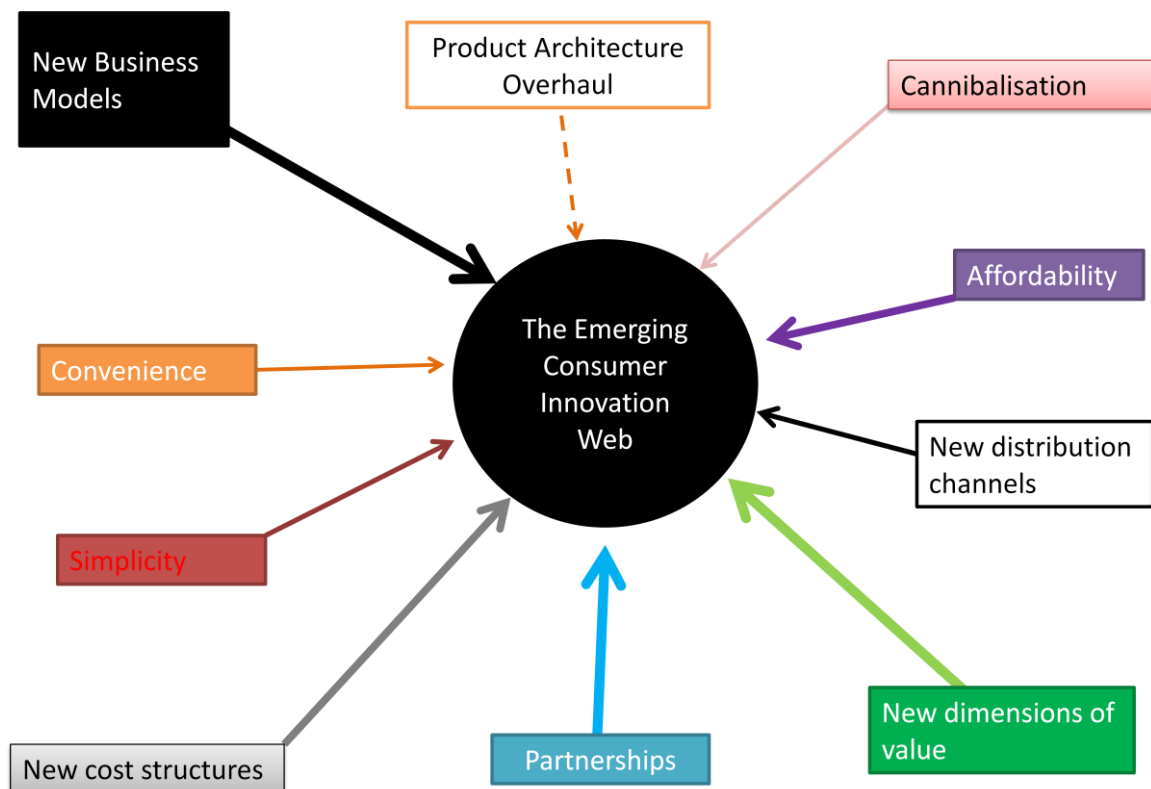 New Business
Models
Product Architecture
Overhaul
Cannibalisation
Affordability
The Emerging
Consumer
Innovation
Web
Convenience
New distribution
channels
Simplicity
New dimensions of
value
Partnerships
New cost structures